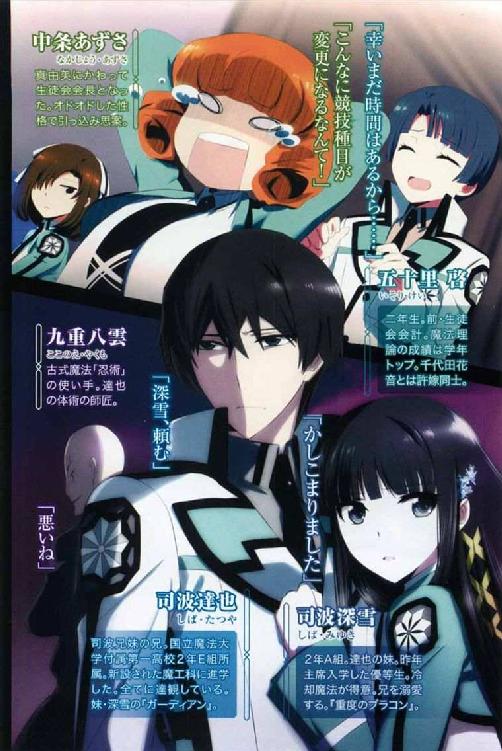 『幸いまだ時間はあるから……』
『こんなに競技種目が
変更になるなんて!』
中条あずさ
なかじょう・あずさ
真由美にかわって
生徒会会長となっ
た。オドオドした性
格で引っ込み思案。
五十里 啓
いそり・けい
二年生。前・生徒
会会計。魔法理
論の成績は学年
トップ。千代田花
音とは許嫁同士。
九重八雲
ここのえ・やくも
古式魔法「忍術」
の使い手。達也
の体術の師匠。
「かしこまりました」
「深雪、頼む」
「悪いね」
司波達也
しば・たつや
司波兄妹の兄。国立魔法大
学付属第一高校2年E組所
属。新設された魔工科に進学
した。全てに達観している。
妹・深雪の『ガーディアン』。
司波深雪
しば・みゆき
2年A組。達也の妹。昨年
主席入学した優等生。冷
却魔法が得意。兄を溺愛
する。『重度のブラコン』。